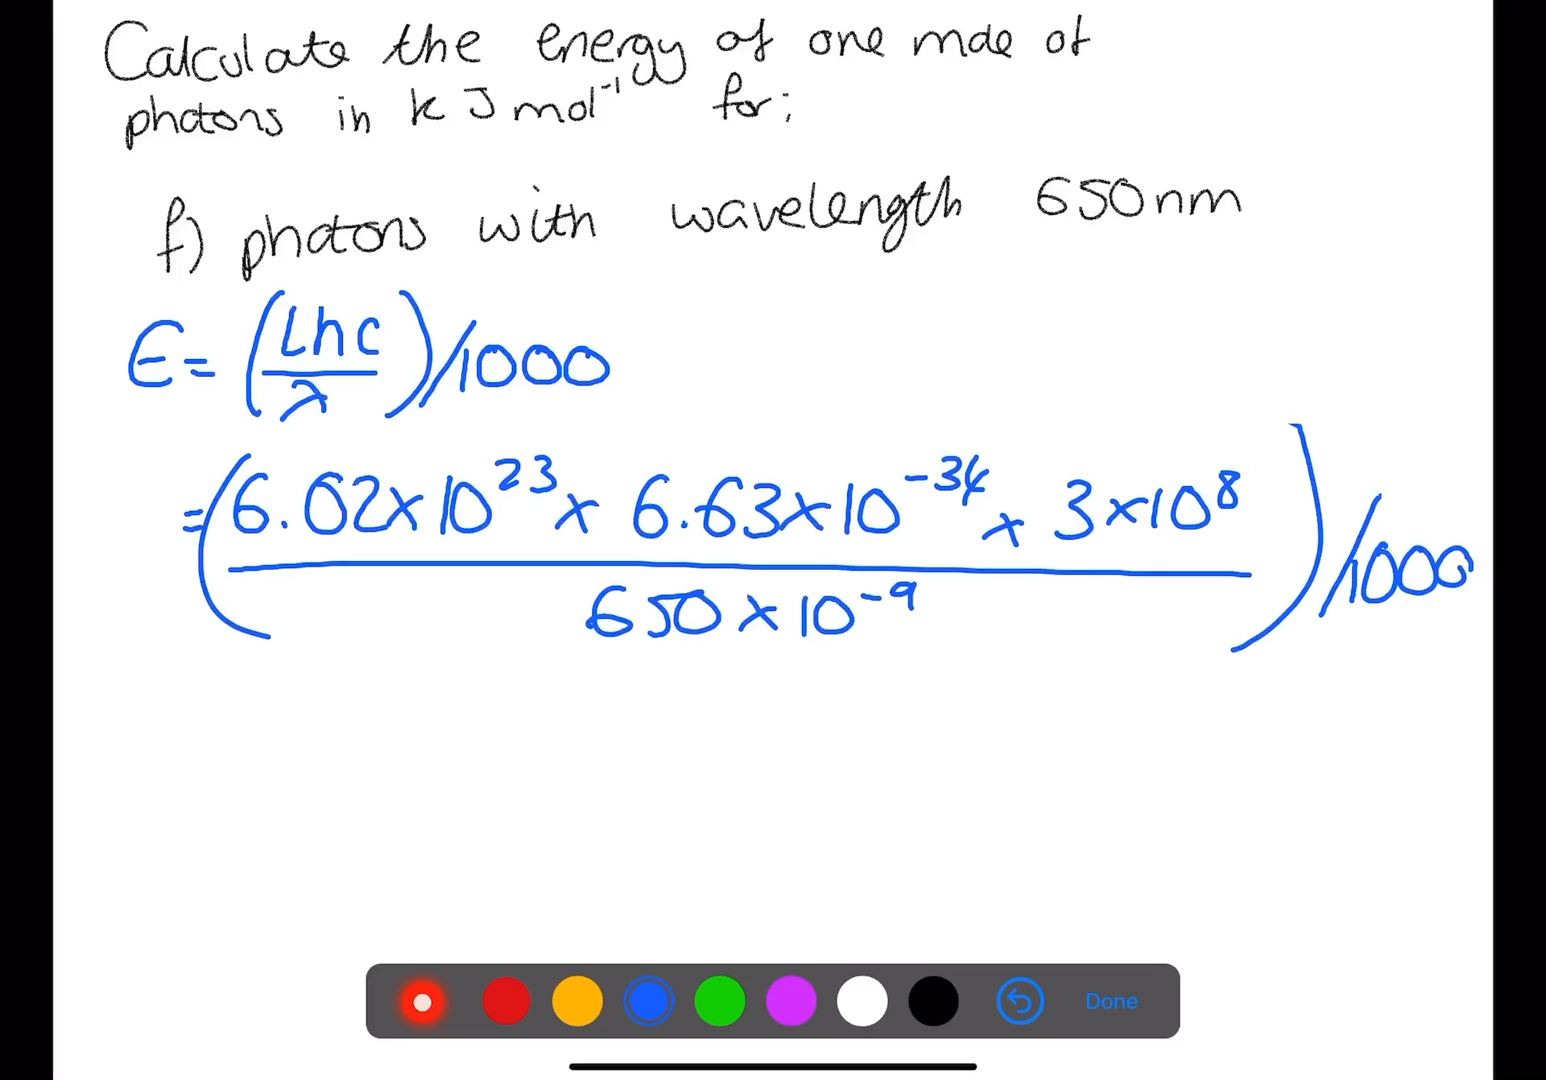 Calculate the energy of one mole of
photons in kJ mol⁻¹ for:
f) photons with wavelength 650nm
E = (Lhc/λ)/1000
= (6.02×10²³ × 6.63×10⁻³⁴ × 3×10⁸
650×10⁻⁹)/1000
Done